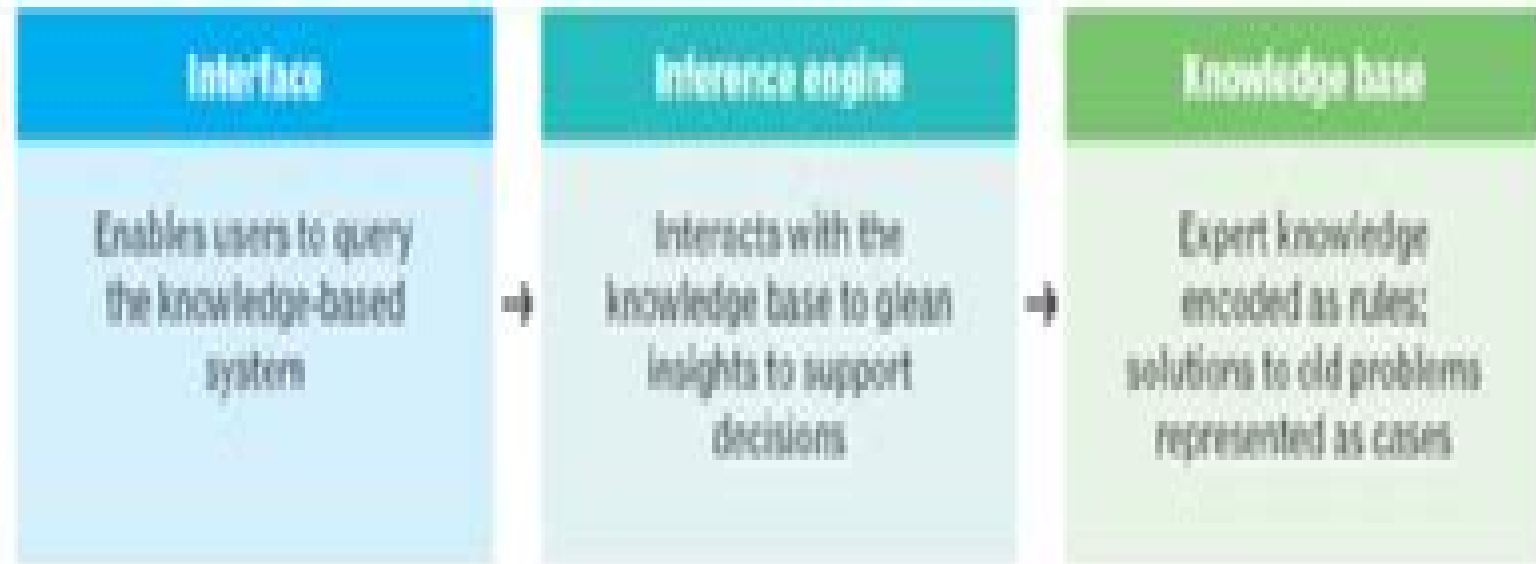 Interface
Enables users to query
the knowledge-based
system
Inference engine
Interacts with the
knowledge base to glean
insights to support
decisions
Knowledge base
Expert knowledge
encoded as rules;
solutions to old problems
represented as cases